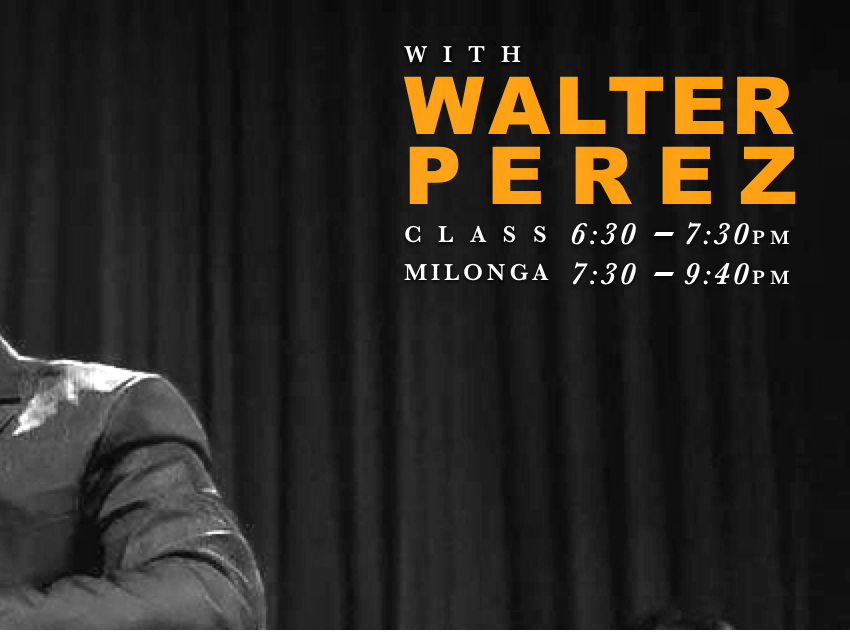 WITH
WALTER
PEREZ
CLASS 6:30 – 7:30PM
MILONGA 7:30 – 9:40PM